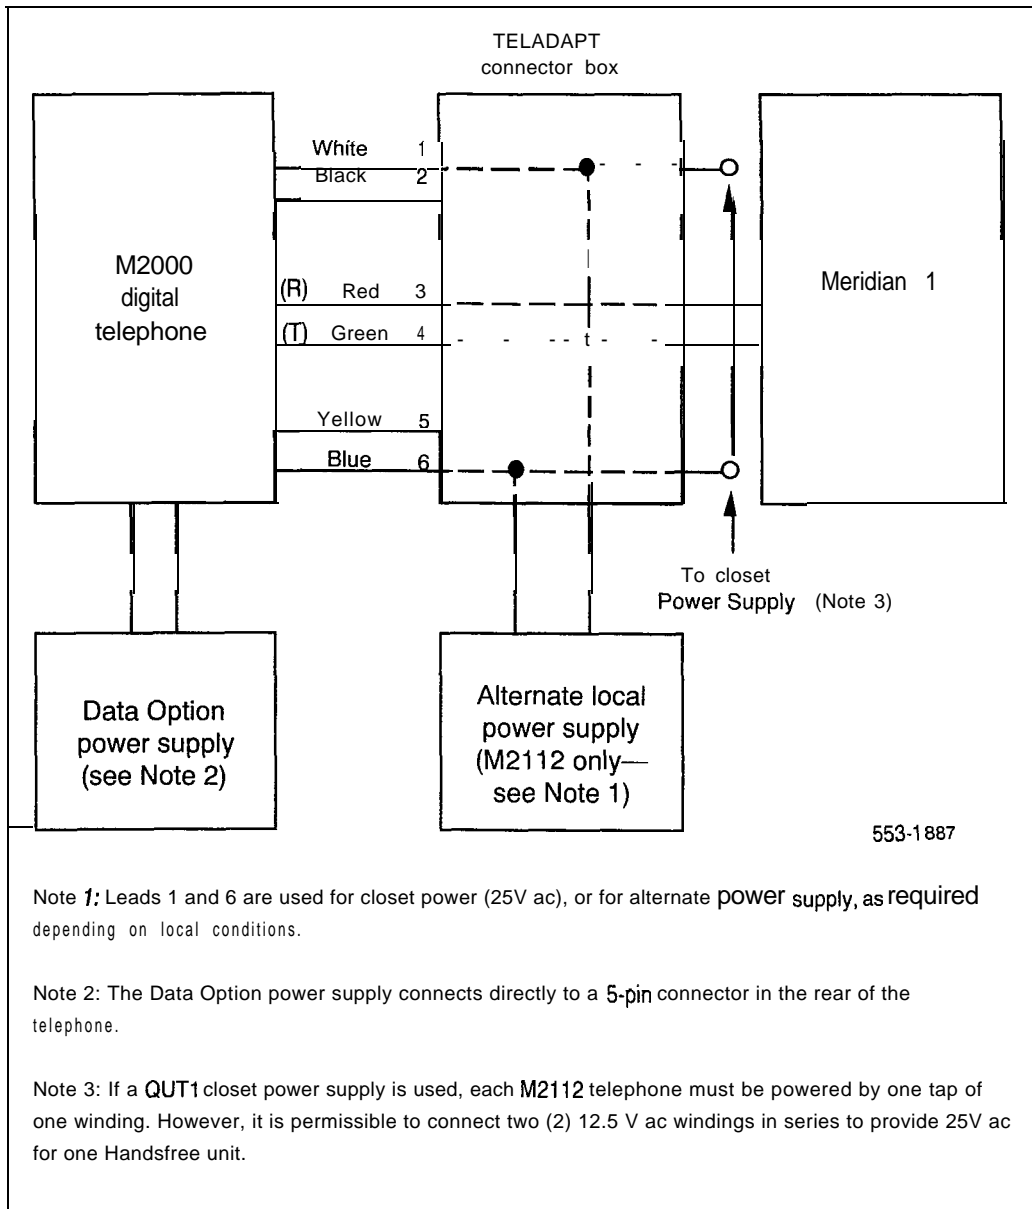 TELADAPT
connector box
White 1
Black 2
M2000
digital
telephone
(R) Red 3
(T) Green 4
Meridian 1
Yellow 5
Blue 6
To closet
Power Supply (Note 3)
Data Option
power supply
(see Note 2)
Alternate local
power supply
(M2112 only—
see Note 1)
553-1887
Note 1: Leads 1 and 6 are used for closet power (25V ac), or for alternate power supply, as required
depending on local conditions.
Note 2: The Data Option power supply connects directly to a 5-pin connector in the rear of the
telephone.
Note 3: If a QUT1 closet power supply is used, each M2112 telephone must be powered by one tap of
one winding. However, it is permissible to connect two (2) 12.5 V ac windings in series to provide 25V ac
for one Handsfree unit.